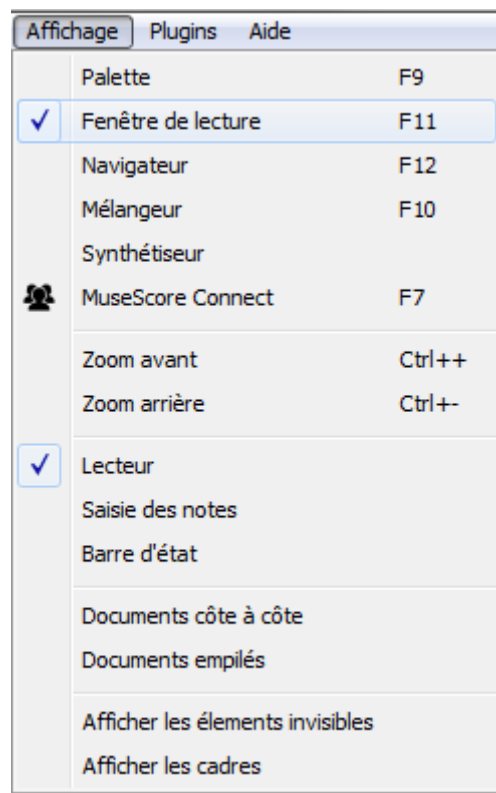 Affichage Plugins Aide
Palette F9
Fenêtre de lecture F11
Navigateur F12
Mélangeur F10
Synthétiseur
MuseScore Connect F7
Zoom avant Ctrl++
Zoom arrière Ctrl+-
Lecteur
Saisie des notes
Barre d'état
Documents côte à côte
Documents empilés
Afficher les élements invisibles
Afficher les cadres